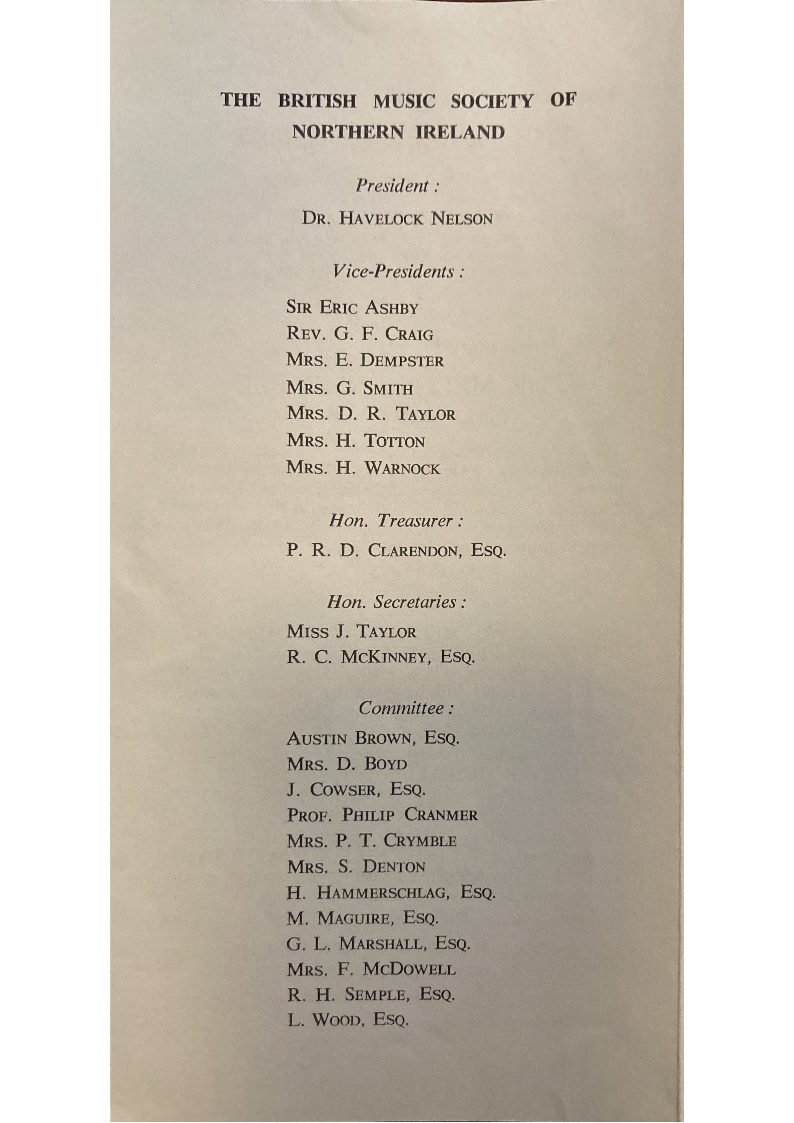 THE BRITISH MUSIC SOCIETY OF
NORTHERN IRELAND
President :
DR. HAVELOCK NELSON
Vice-Presidents :
SIR ERIC ASHBY
REV. G. F. CRAIG
MRS. E. DEMPSTER
MRS. G. SMITH
MRS. D. R. TAYLOR
MRS. H. TOTTON
MRS. H. WARNOCK
Hon. Treasurer :
P. R. D. CLARENDON, ESQ.
Hon. Secretaries :
MISS J. TAYLOR
R. C. MCKINNEY, ESQ.
Committee :
AUSTIN BROWN, ESQ.
MRS. D. BOYD
J. COWSER, ESQ.
PROF. PHILIP CRANMER
MRS. P. T. CRYMBLE
MRS. S. DENTON
H. HAMMERSCHLAG, ESQ.
M. MAGUIRE, ESQ.
G. L. MARSHALL, ESQ.
MRS. F. MCDOWELL
R. H. SEMPLE, ESQ.
L. WOOD, ESQ.